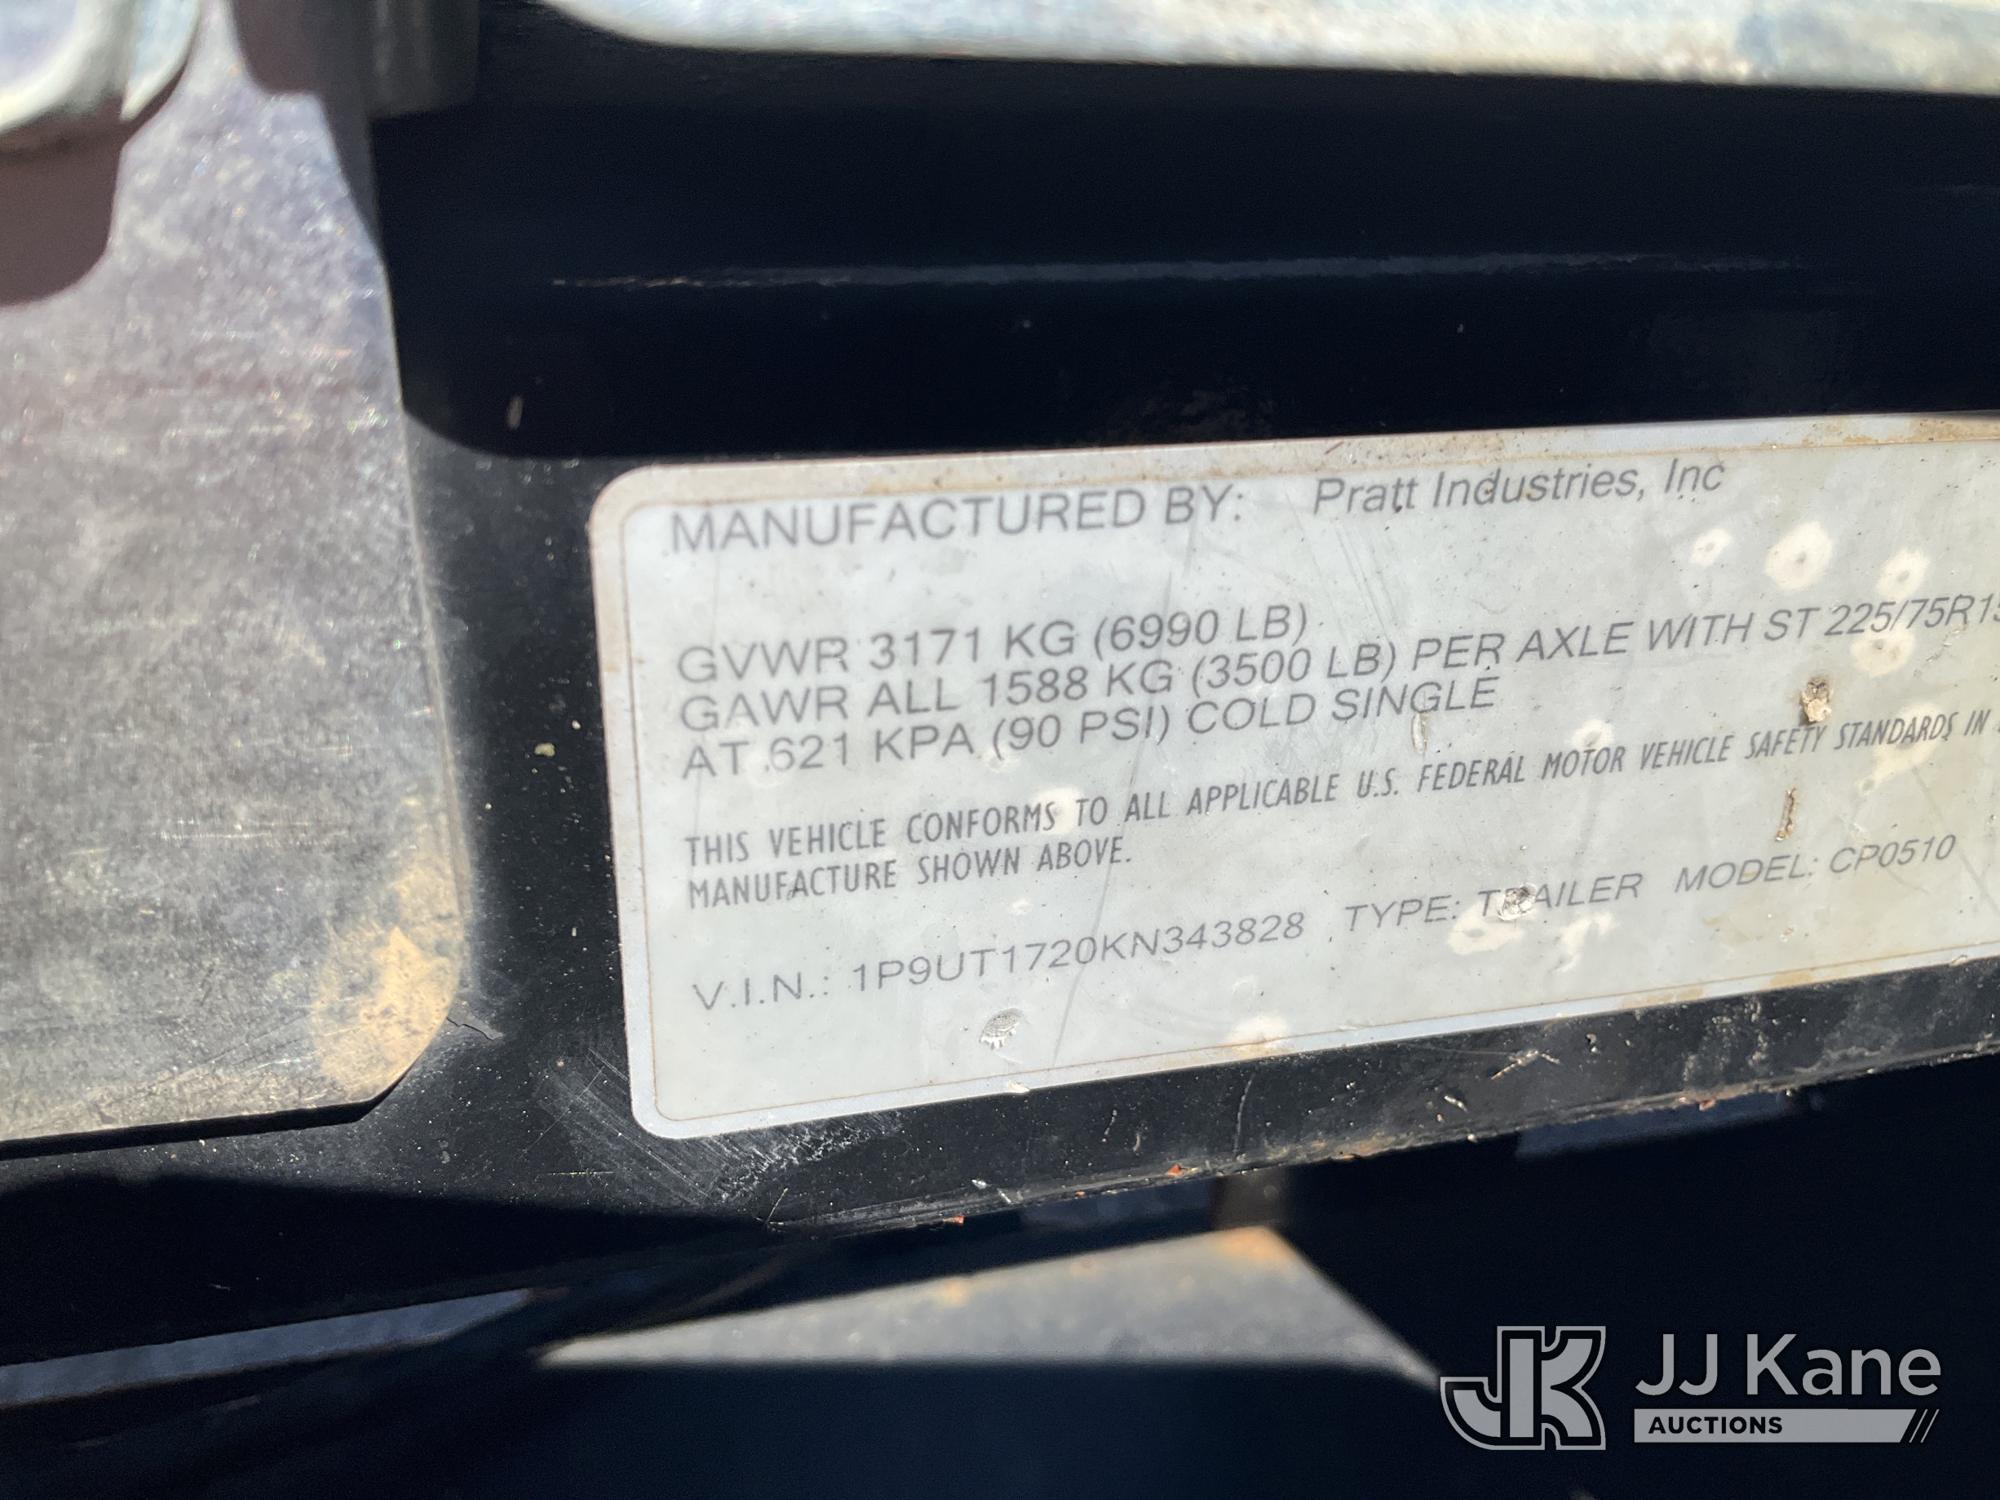 MANUFACTURED BY: Pratt Industries, Inc
GVWR 3171 KG (6990 LB)
GAWR ALL 1588 KG (3500 LB) PER AXLE WITH ST 225/75R15
AT 621 KPA (90 PSI) COLD SINGLE
THIS VEHICLE CONFORMS TO ALL APPLICABLE U.S. FEDERAL MOTOR VEHICLE SAFETY STANDARDS IN
MANUFACTURE SHOWN ABOVE.
V.I.N.: 1P9UT1720KN343828 TYPE: TRAILER MODEL: CP0510
JK JJ Kane
AUCTIONS